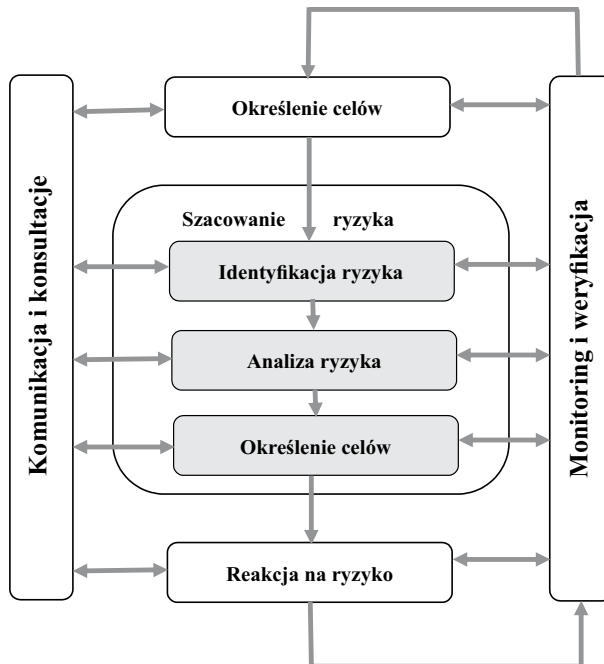 Określenie celów
Szacowanie ryzyka
Identyfikacja ryzyka
Analiza ryzyka
Określenie celów
Reakcja na ryzyko
Komunikacja i konsultacje
Monitoring i weryfikacja